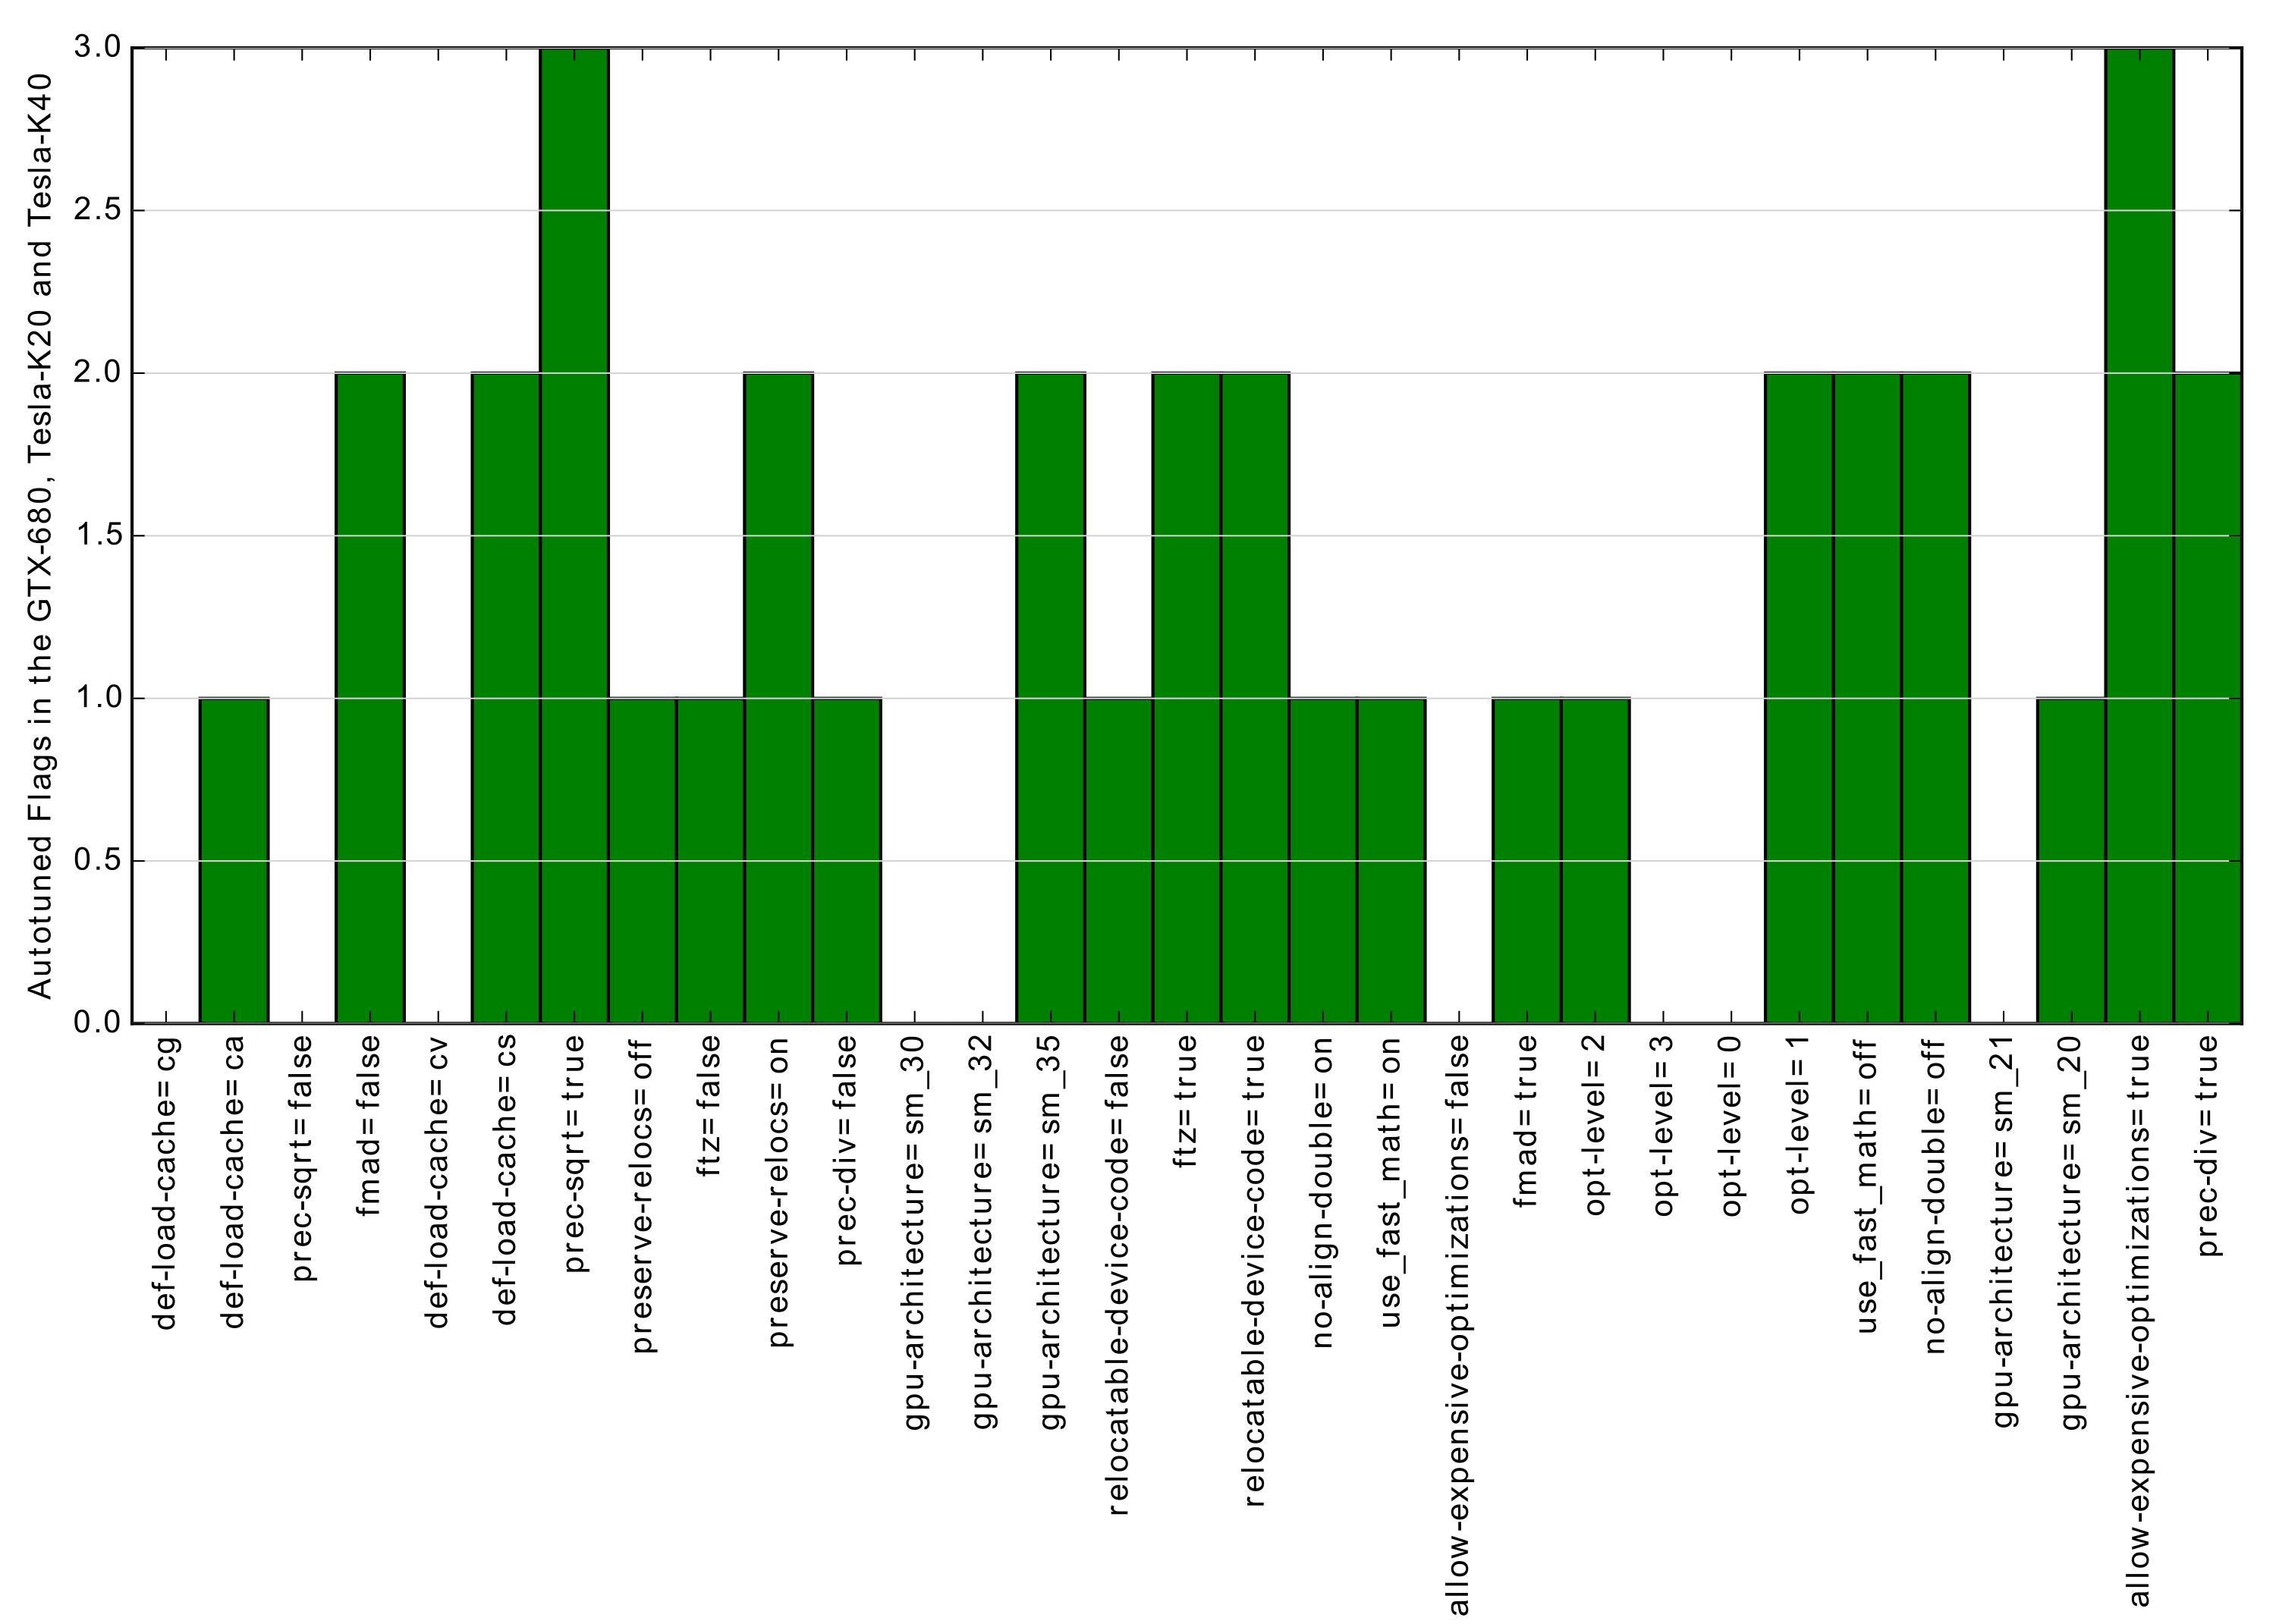 Autotuned Flags in the GTX-680, Tesla-K20 and Tesla-K40
3.0
2.5
2.0
1.5
1.0
0.5
0.0
def-load-cache=cg
def-load-cache=ca
prec-sqrt=false
fmad=false
def-load-cache=cv
def-load-cache=cs
prec-sqrt=true
preserve-relocs=off
ftz=false
preserve-relocs=on
prec-div=false
gpu-architecture=sm_30
gpu-architecture=sm_32
gpu-architecture=sm_35
relocatable-device-code=false
ftz=true
relocatable-device-code=true
no-align-double=on
use_fast_math=on
allow-expensive-optimizations=false
fmad=true
opt-level=2
opt-level=3
opt-level=0
opt-level=1
use_fast_math=off
no-align-double=off
gpu-architecture=sm_21
gpu-architecture=sm_20
allow-expensive-optimizations=true
prec-div=true